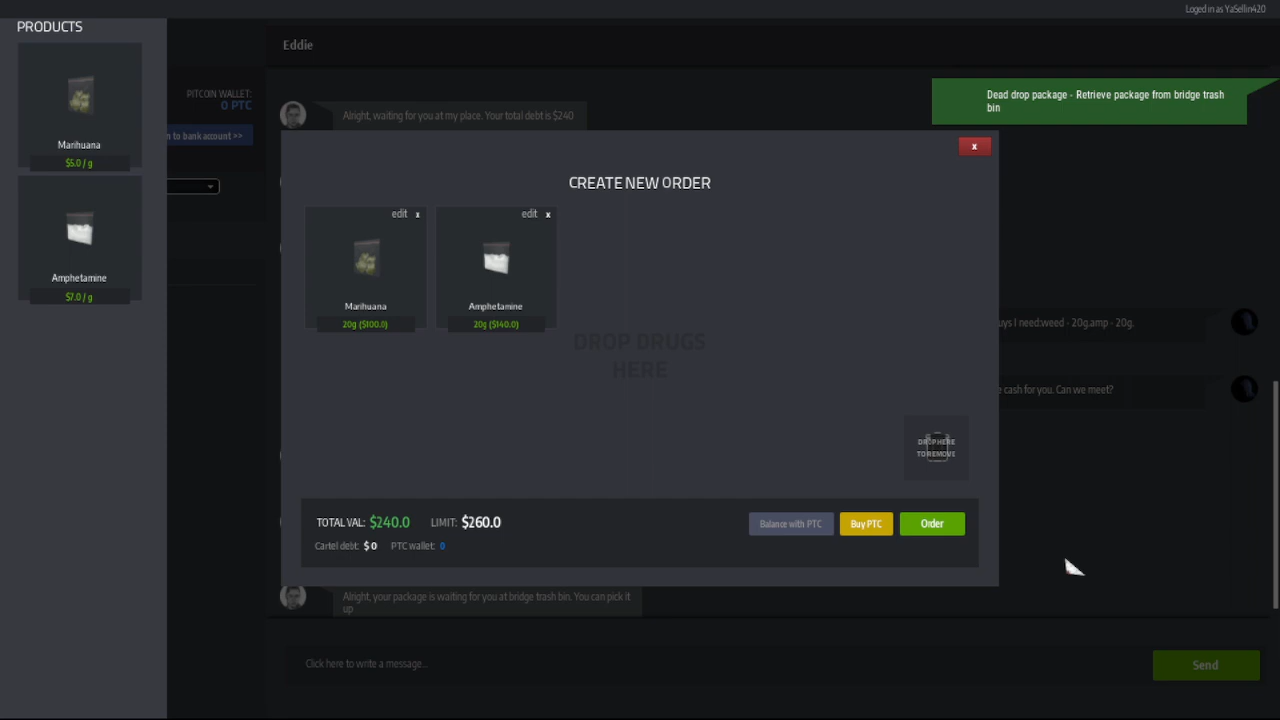 Logged in as YaSellin420
PRODUCTS
Marihuana
$5.0 / g
Amphetamine
$7.0 / g
PITCOIN WALLET:
0 PTC
n to bank account >>
Eddie
Alright, waiting for you at my place. Your total debt is $240
Dead drop package - Retrieve package from bridge trash
bin
x
CREATE NEW ORDER
edit x
Marihuana
20g ($100.0)
edit x
Amphetamine
20g ($140.0)
DROP DRUGS
HERE
uys I need:weed - 20g,amp - 20g.
e cash for you. Can we meet?
DROP HERE
TO REMOVE
TOTAL VAL: $240.0 LIMIT: $260.0
Cartel debt: $ 0 PTC wallet: 0
Balance with PTC
Buy PTC
Order
Alright, your package is waiting for you at bridge trash bin. You can pick it
up
Click here to write a message...
Send